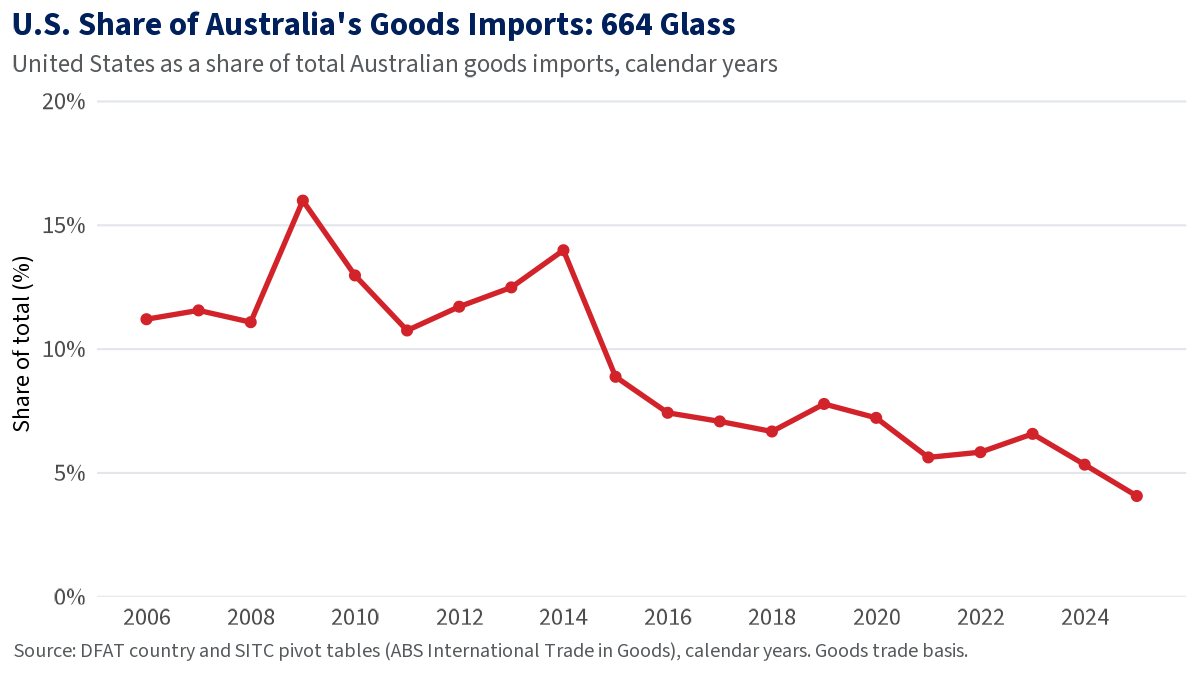 U.S. Share of Australia's Goods Imports: 664 Glass
United States as a share of total Australian goods imports, calendar years
20%
15%
10%
5%
0%
Share of total (%)
2006 2008 2010 2012 2014 2016 2018 2020 2022 2024
Source: DFAT country and SITC pivot tables (ABS International Trade in Goods), calendar years. Goods trade basis.